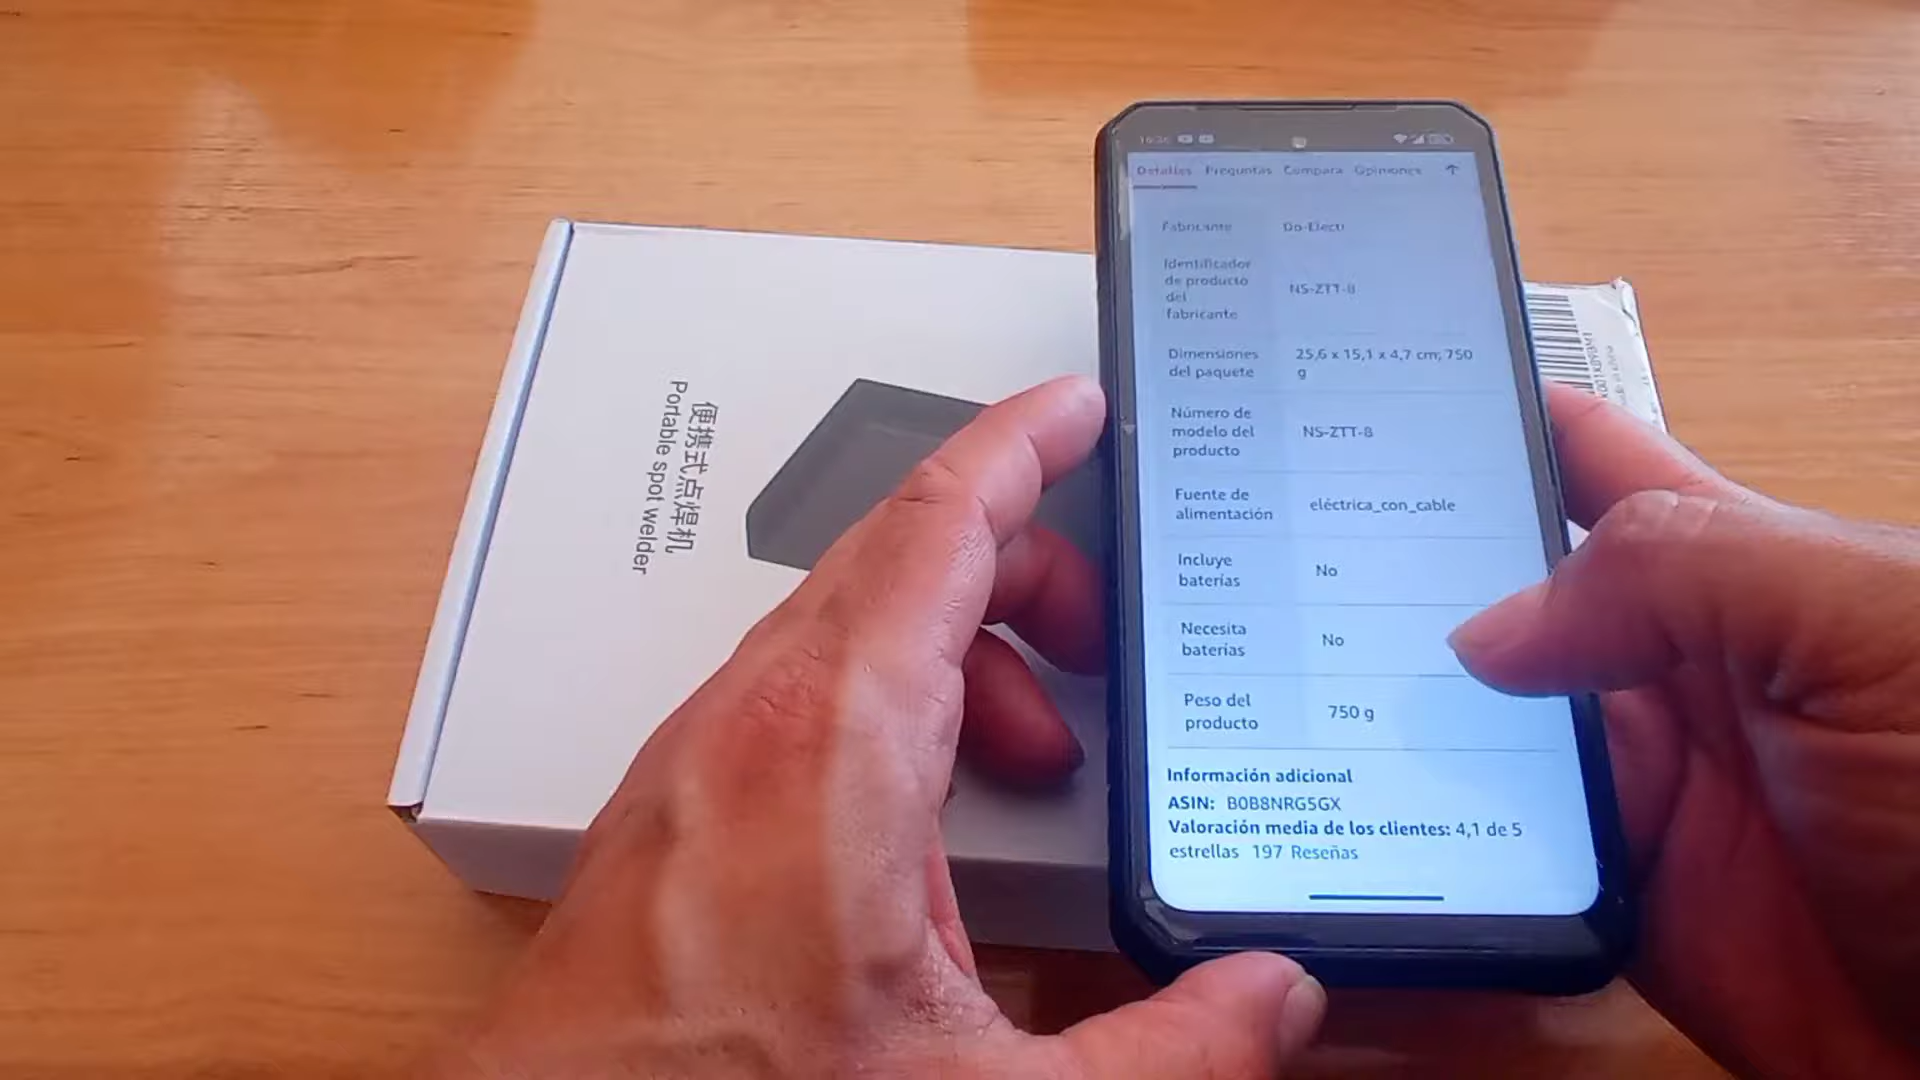 便携式点焊机
Portable spot welder
Detalles Preguntas Compara Opiniones
Fabricante
Identificador
de producto
del
fabricante
NS-ZTT-8
Dimensiones
del paquete
25,6 x 15,1 x 4,7 cm; 750
g
Número de
modelo del
producto
NS-ZTT-8
Fuente de
alimentación
eléctrica_con_cable
Incluye
baterías
No
Necesita
baterías
No
Peso del
producto
750 g
Información adicional
ASIN: B0B8NRG5GX
Valoración media de los clientes: 4,1 de 5
estrellas 197 Reseñas